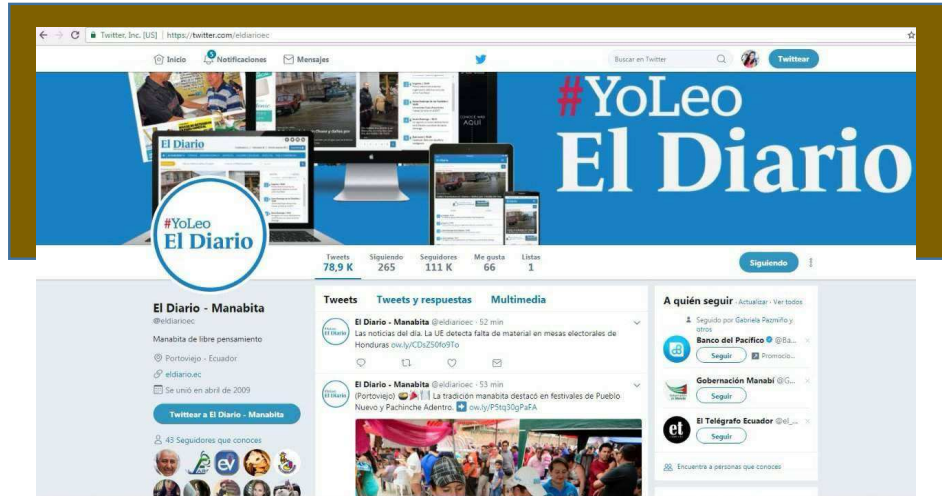 Twitter, Inc. [US] | https://twitter.com/eldiarioec
Inicio 5 Notificaciones Mensajes Buscar en Twitter Twittear
#YoLeo
El Diario
El Diario
#YoLeo
El Diario
Tweets Siguiendo Seguidores Me gusta Listas
78,9 K 265 111 K 66 1
Siguiendo
El Diario - Manabita
@eldiarioec
Manabita de libre pensamiento
Portoviejo - Ecuador
eldiario.ec
Se unió en abril de 2009
Twittear a El Diario - Manabita
43 Seguidores que conoces
Tweets Tweets y respuestas Multimedia
El Diario - Manabita @eldiarioec · 52 min
Las noticias del día. La UE detecta falta de material en mesas electorales de
Honduras ow.ly/CDsZ50fo9To
El Diario - Manabita @eldiarioec · 53 min
(Portoviejo) La tradición manabita destacó en festivales de Pueblo
Nuevo y Pachinche Adentro. ow.ly/P5tq30gPaFA
A quién seguir · Actualizar · Ver todos
Seguido por Gabriela Pazmiño y
otros
Banco del Pacífico @Ba...
Seguir Promocio...
Gobernación Manabí @G...
Seguir
et
El Telégrafo Ecuador @el_...
Seguir
Encuentra a personas que conoces